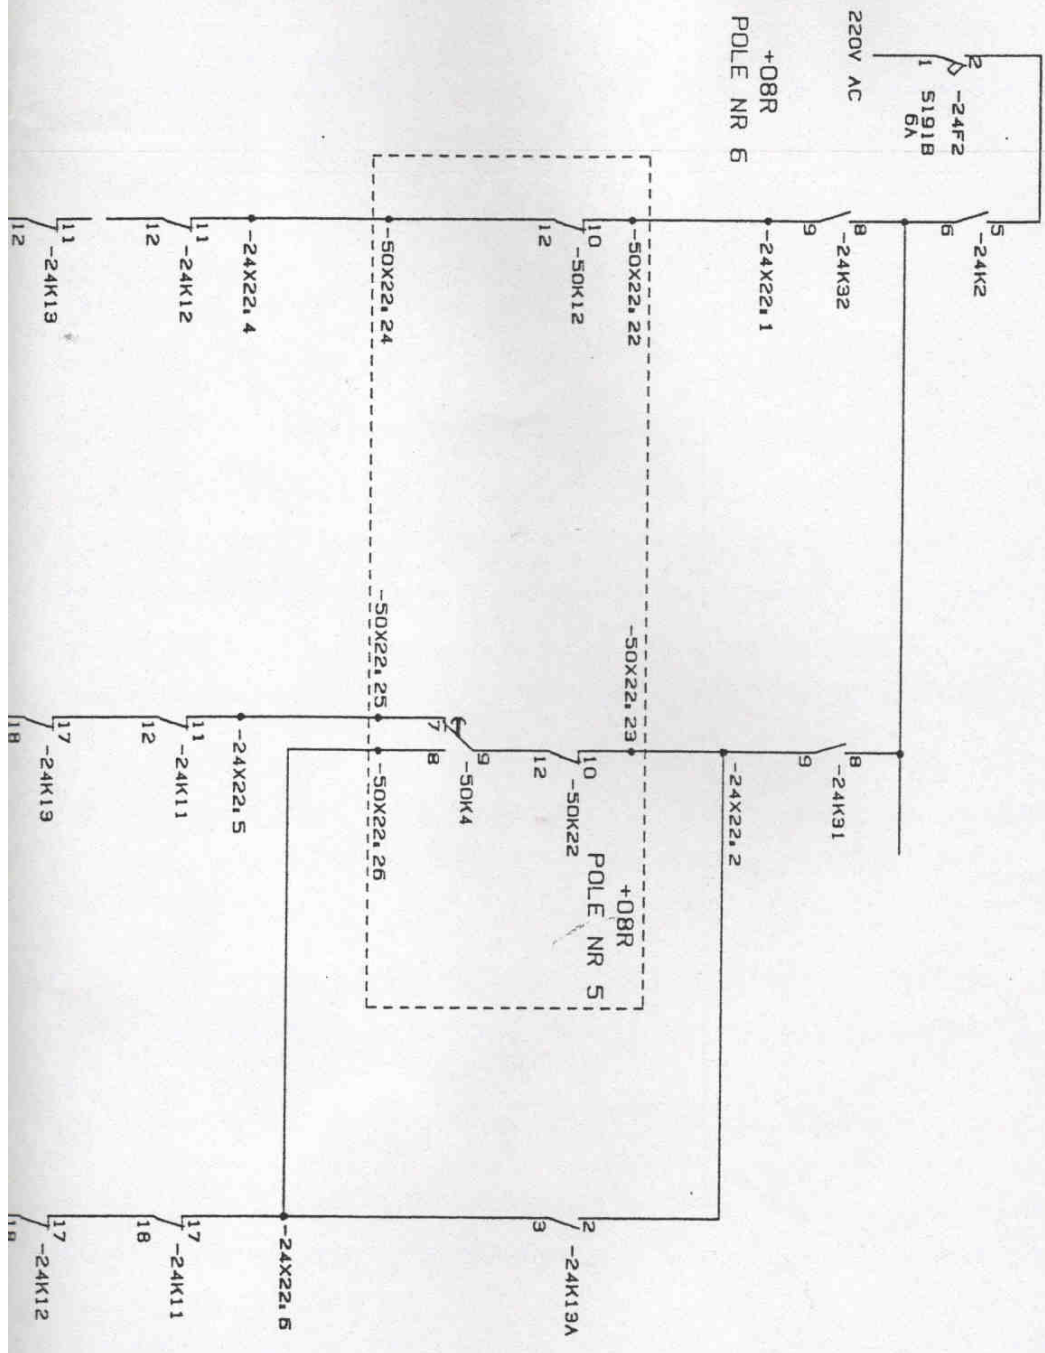 220V AC
1
2
-24F2
S191B
6A
5
6
-24K2
8
9
-24K32
8
9
-24K31
+08R
POLE NR 6
-24X22,1
-24X22,2
-50X22,22
-50X22,23
+08R
POLE NR 5
10
12
-50K12
10
12
-50K22
2
3
-24K13A
9
7
8
-50K4
-50X22,24
-50X22,25
-50X22,26
-24X22,4
-24X22,5
-24X22,6
11
12
-24K12
11
12
-24K11
17
18
-24K11
11
12
-24K13
17
18
-24K13
17
18
-24K12